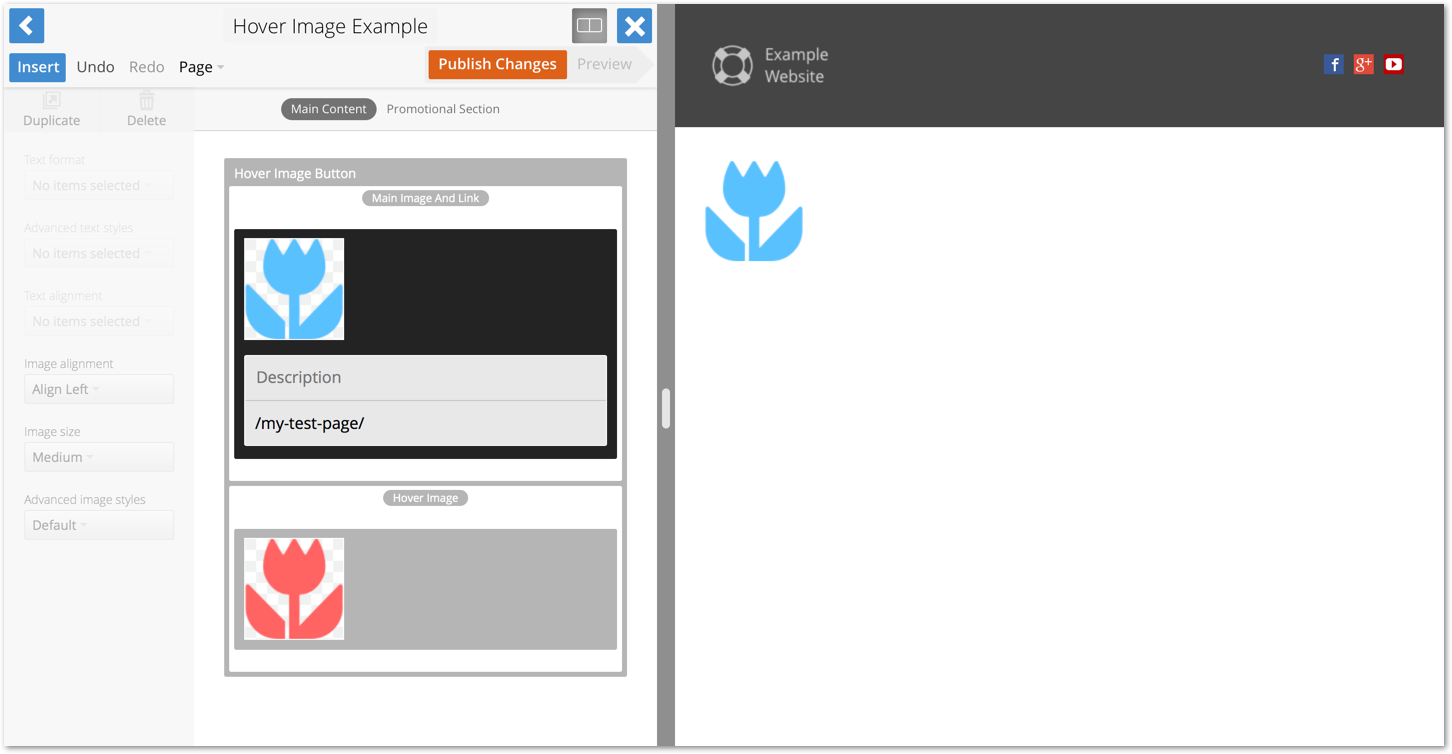 Hover Image Example
Insert
Undo
Redo
Page
Publish Changes
Preview
Duplicate
Delete
Main Content
Promotional Section
Text format
No items selected
Advanced text styles
No items selected
Text alignment
No items selected
Image alignment
Align Left
Image size
Medium
Advanced image styles
Default
Hover Image Button
Main Image And Link
Description
/my-test-page/
Hover Image
Example
Website
f
g+